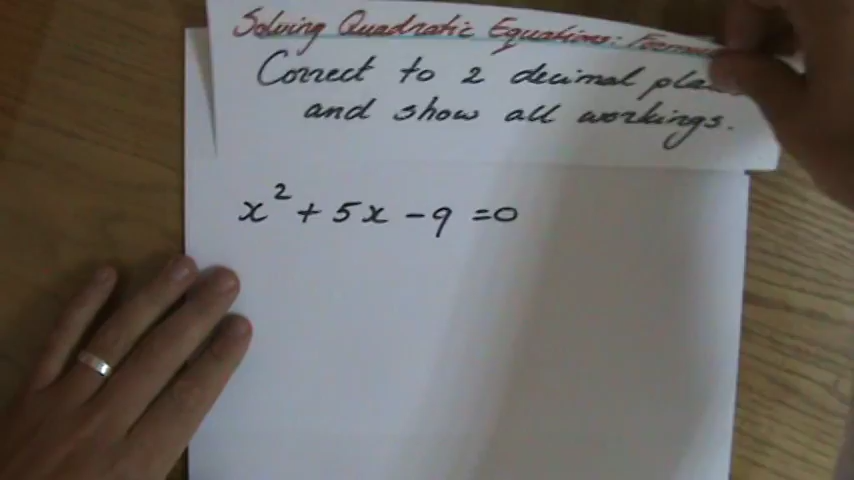 Solving Quadratic Equations:
Correct to 2 decimal
and show all workings.
x² + 5x - 9 = 0